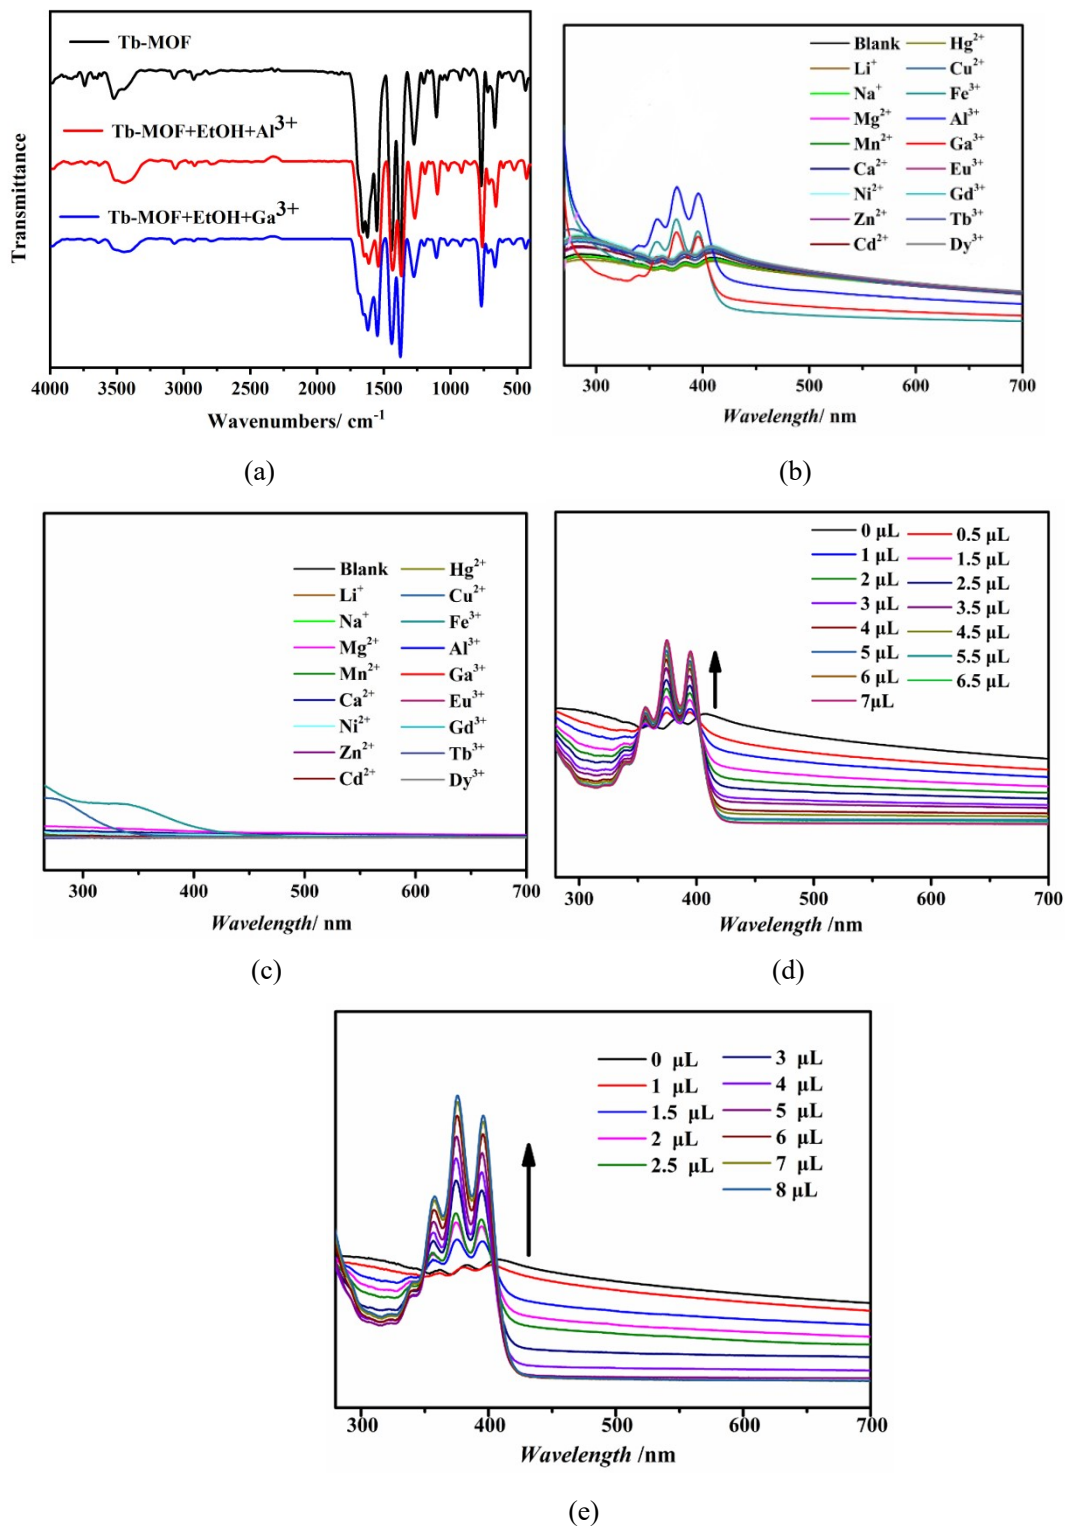 Tb-MOF
Tb-MOF+EtOH+Al3+
Tb-MOF+EtOH+Ga3+
Transmittance
4000 3500 3000 2500 2000 1500 1000 500
Wavenumbers/ cm-1
(a)
Blank Hg2+
Li+ Cu2+
Na+ Fe3+
Mg2+ Al3+
Mn2+ Ga3+
Ca2+ Eu3+
Ni2+ Gd3+
Zn2+ Tb3+
Cd2+ Dy3+
300 400 500 600 700
Wavelength/ nm
(b)
Blank Hg2+
Li+ Cu2+
Na+ Fe3+
Mg2+ Al3+
Mn2+ Ga3+
Ca2+ Eu3+
Ni2+ Gd3+
Zn2+ Tb3+
Cd2+ Dy3+
300 400 500 600 700
Wavelength/ nm
(c)
0 μL 0.5 μL
1 μL 1.5 μL
2 μL 2.5 μL
3 μL 3.5 μL
4 μL 4.5 μL
5 μL 5.5 μL
6 μL 6.5 μL
7μL
300 400 500 600 700
Wavelength /nm
(d)
0 μL 3 μL
1 μL 4 μL
1.5 μL 5 μL
2 μL 6 μL
2.5 μL 7 μL
8 μL
300 400 500 600 700
Wavelength /nm
(e)